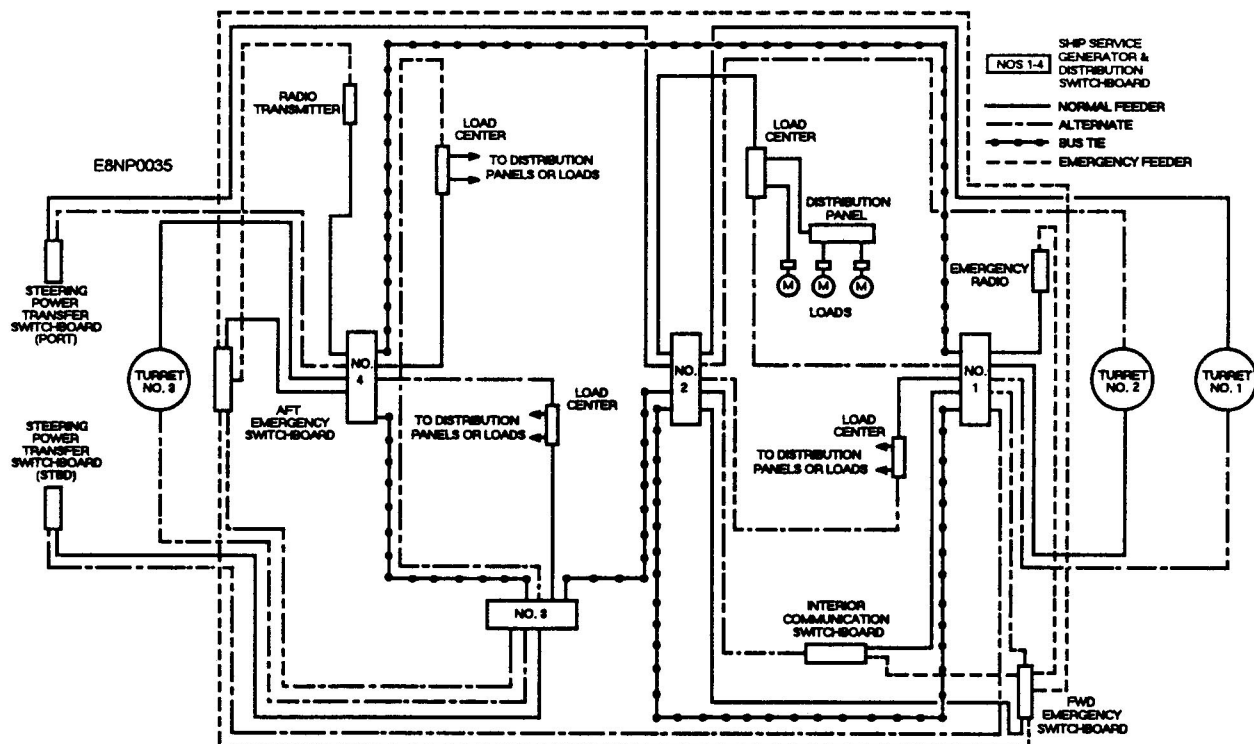 SHIP SERVICE
GENERATOR &
DISTRIBUTION
SWITCHBOARD
NOS 1-4
NORMAL FEEDER
ALTERNATE
BUS TIE
EMERGENCY FEEDER
RADIO
TRANSMITTER
LOAD
CENTER
TO DISTRIBUTION
PANELS OR LOADS
E8NP0035
LOAD
CENTER
DISTRIBUTION
PANEL
M
M
M
LOADS
EMERGENCY
RADIO
STEERING
POWER
TRANSFER
SWITCHBOARD
(PORT)
TURRET
NO. 3
NO.
4
NO.
2
NO.
1
TURRET
NO. 2
TURRET
NO. 1
AFT
EMERGENCY
SWITCHBOARD
LOAD
CENTER
TO DISTRIBUTION
PANELS OR LOADS
LOAD
CENTER
TO DISTRIBUTION
PANELS OR LOADS
STEERING
POWER
TRANSFER
SWITCHBOARD
(STBD)
NO. 3
INTERIOR
COMMUNICATION
SWITCHBOARD
FWD
EMERGENCY
SWITCHBOARD